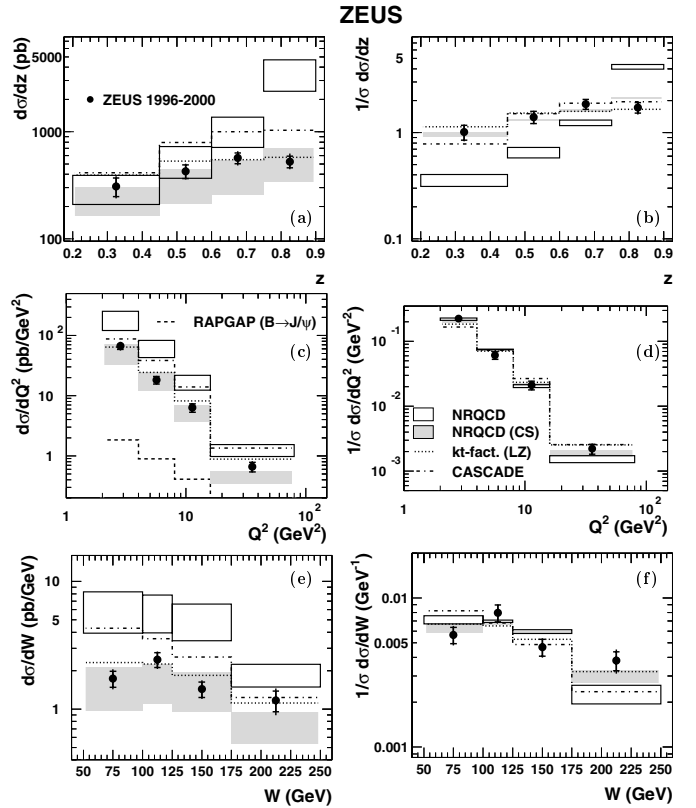 ZEUS
dσ/dz (pb)
5000
1000
100
ZEUS 1996-2000
(a)
0.2 0.3 0.4 0.5 0.6 0.7 0.8 0.9
z
1/σ dσ/dz
5
1
0.1
(b)
0.2 0.3 0.4 0.5 0.6 0.7 0.8 0.9
z
dσ/dQ² (pb/GeV²)
10²
10
1
RAPGAP (B→J/ψ)
(c)
1 10 10²
Q² (GeV²)
1/σ dσ/dQ² (GeV⁻²)
10⁻¹
10⁻²
10⁻³
(d)
NRQCD
NRQCD (CS)
kt-fact. (LZ)
CASCADE
1 10 10²
Q² (GeV²)
dσ/dW (pb/GeV)
10
5
1
(e)
50 75 100 125 150 175 200 225 250
W (GeV)
1/σ dσ/dW (GeV⁻¹)
0.01
0.005
0.001
(f)
50 75 100 125 150 175 200 225 250
W (GeV)